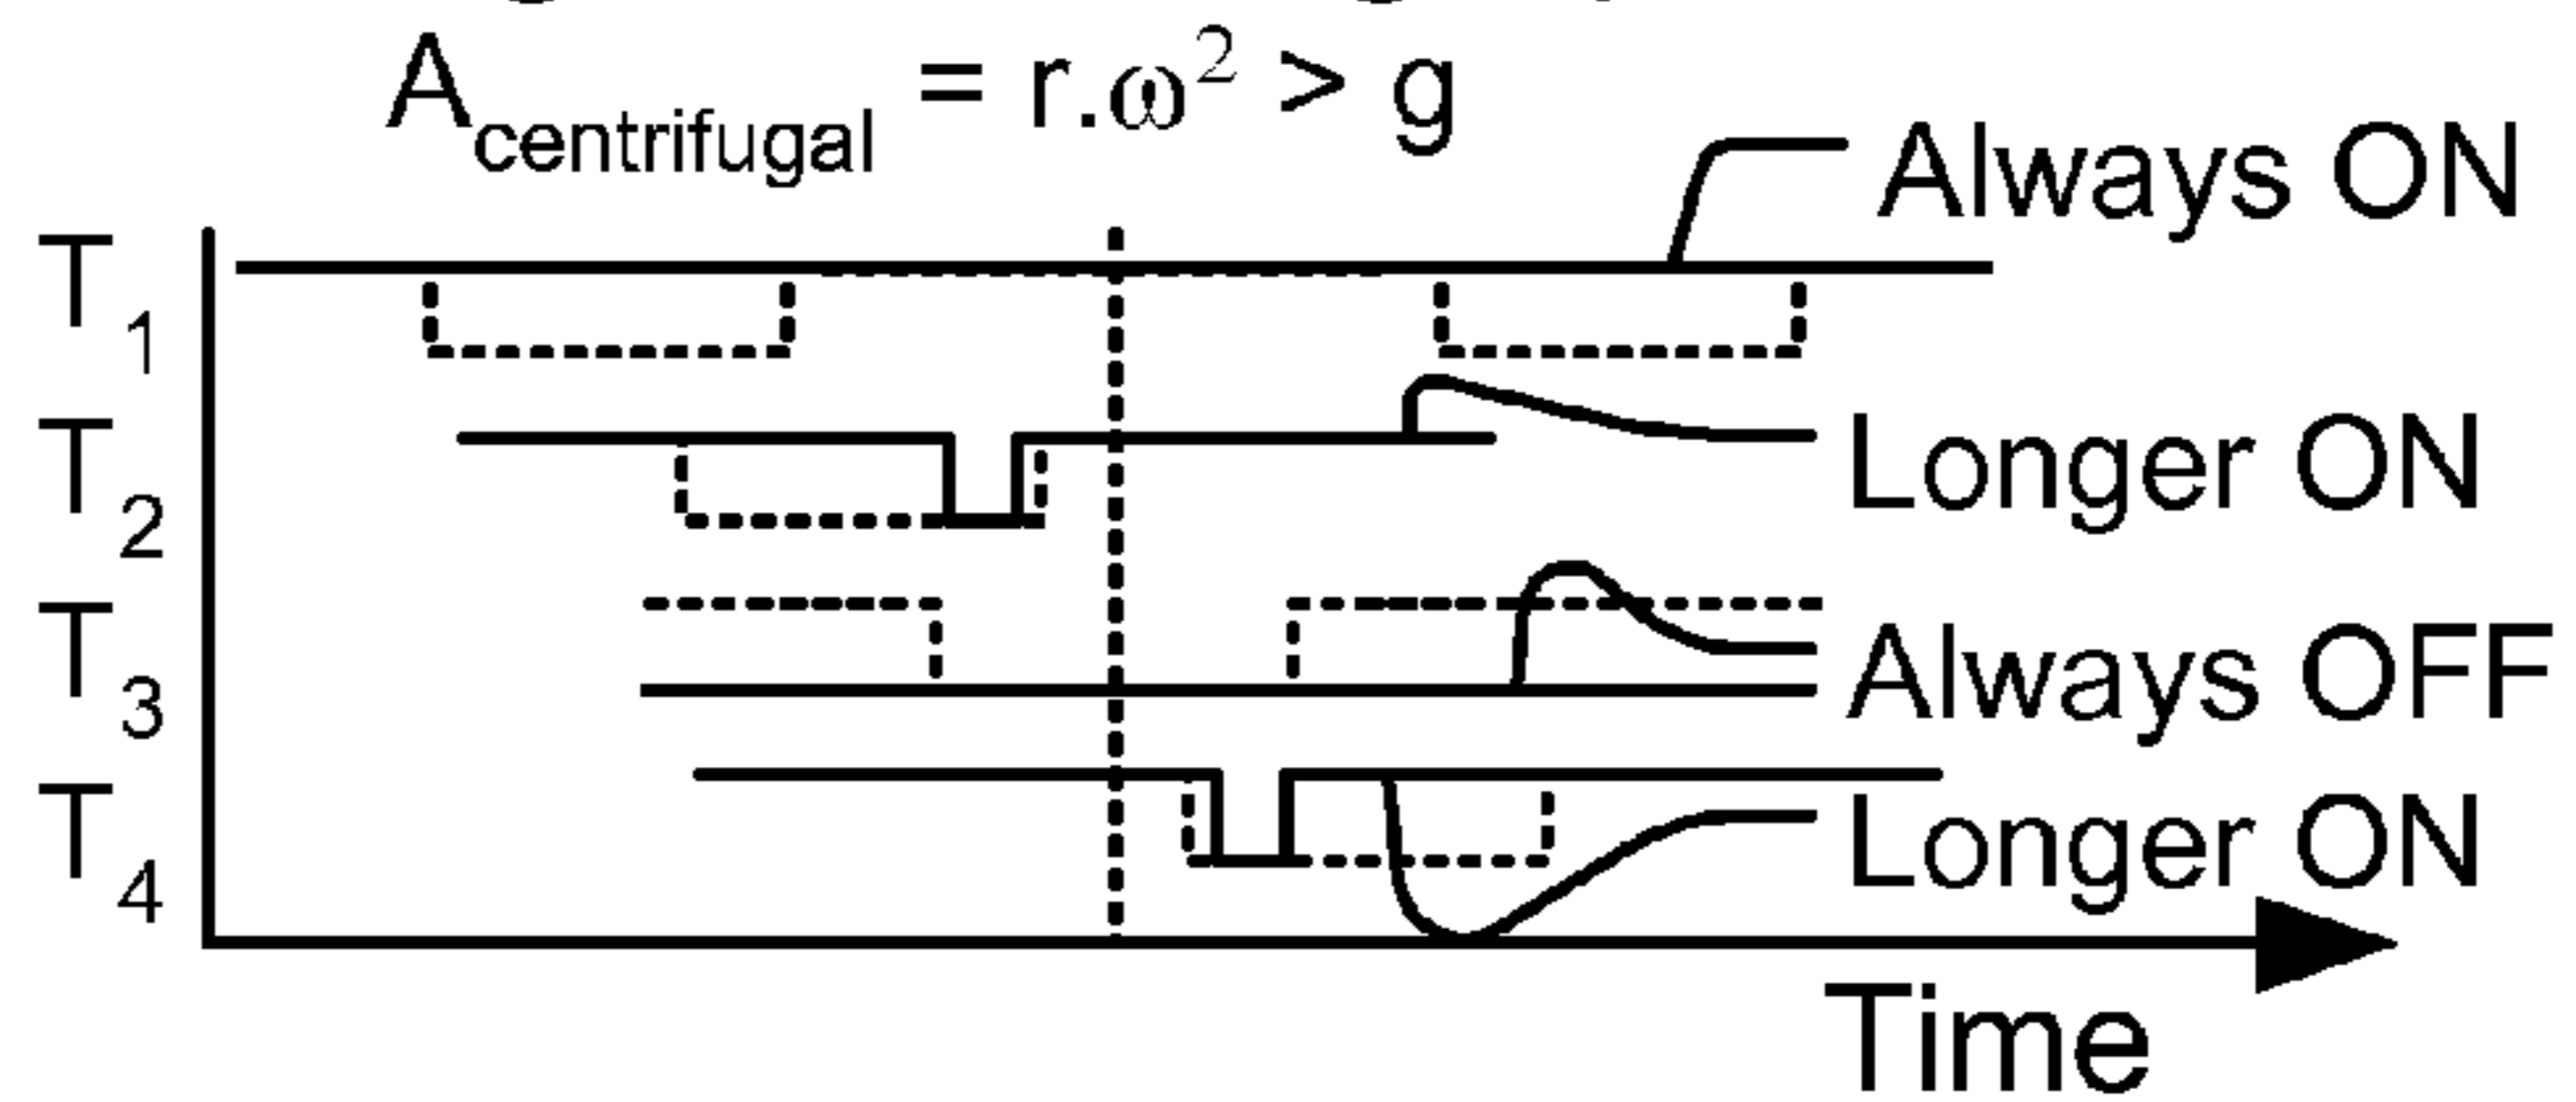 A_centrifugal = r.ω² > g
Always ON
T₁
Longer ON
T₂
Always OFF
T₃
Longer ON
T₄
Time